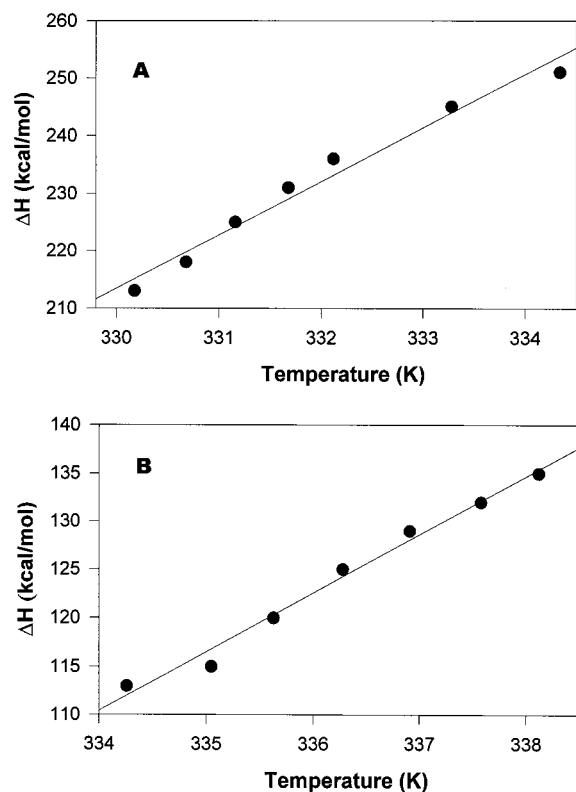 260
A
250
240
230
220
210
ΔH (kcal/mol)
330 331 332 333 334
Temperature (K)
140
B
135
130
125
120
115
110
ΔH (kcal/mol)
334 335 336 337 338
Temperature (K)